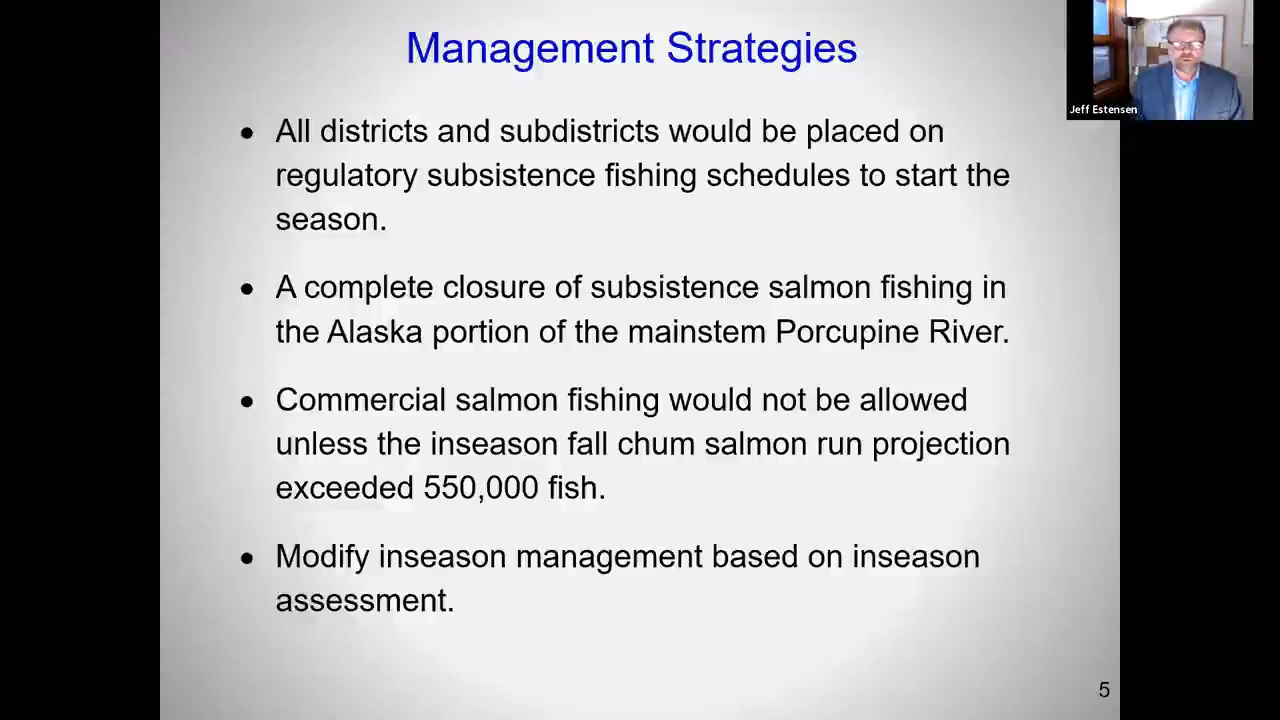 Management Strategies
Jeff Estensen
• All districts and subdistricts would be placed on
regulatory subsistence fishing schedules to start the
season.
• A complete closure of subsistence salmon fishing in
the Alaska portion of the mainstem Porcupine River.
• Commercial salmon fishing would not be allowed
unless the inseason fall chum salmon run projection
exceeded 550,000 fish.
• Modify inseason management based on inseason
assessment.
5